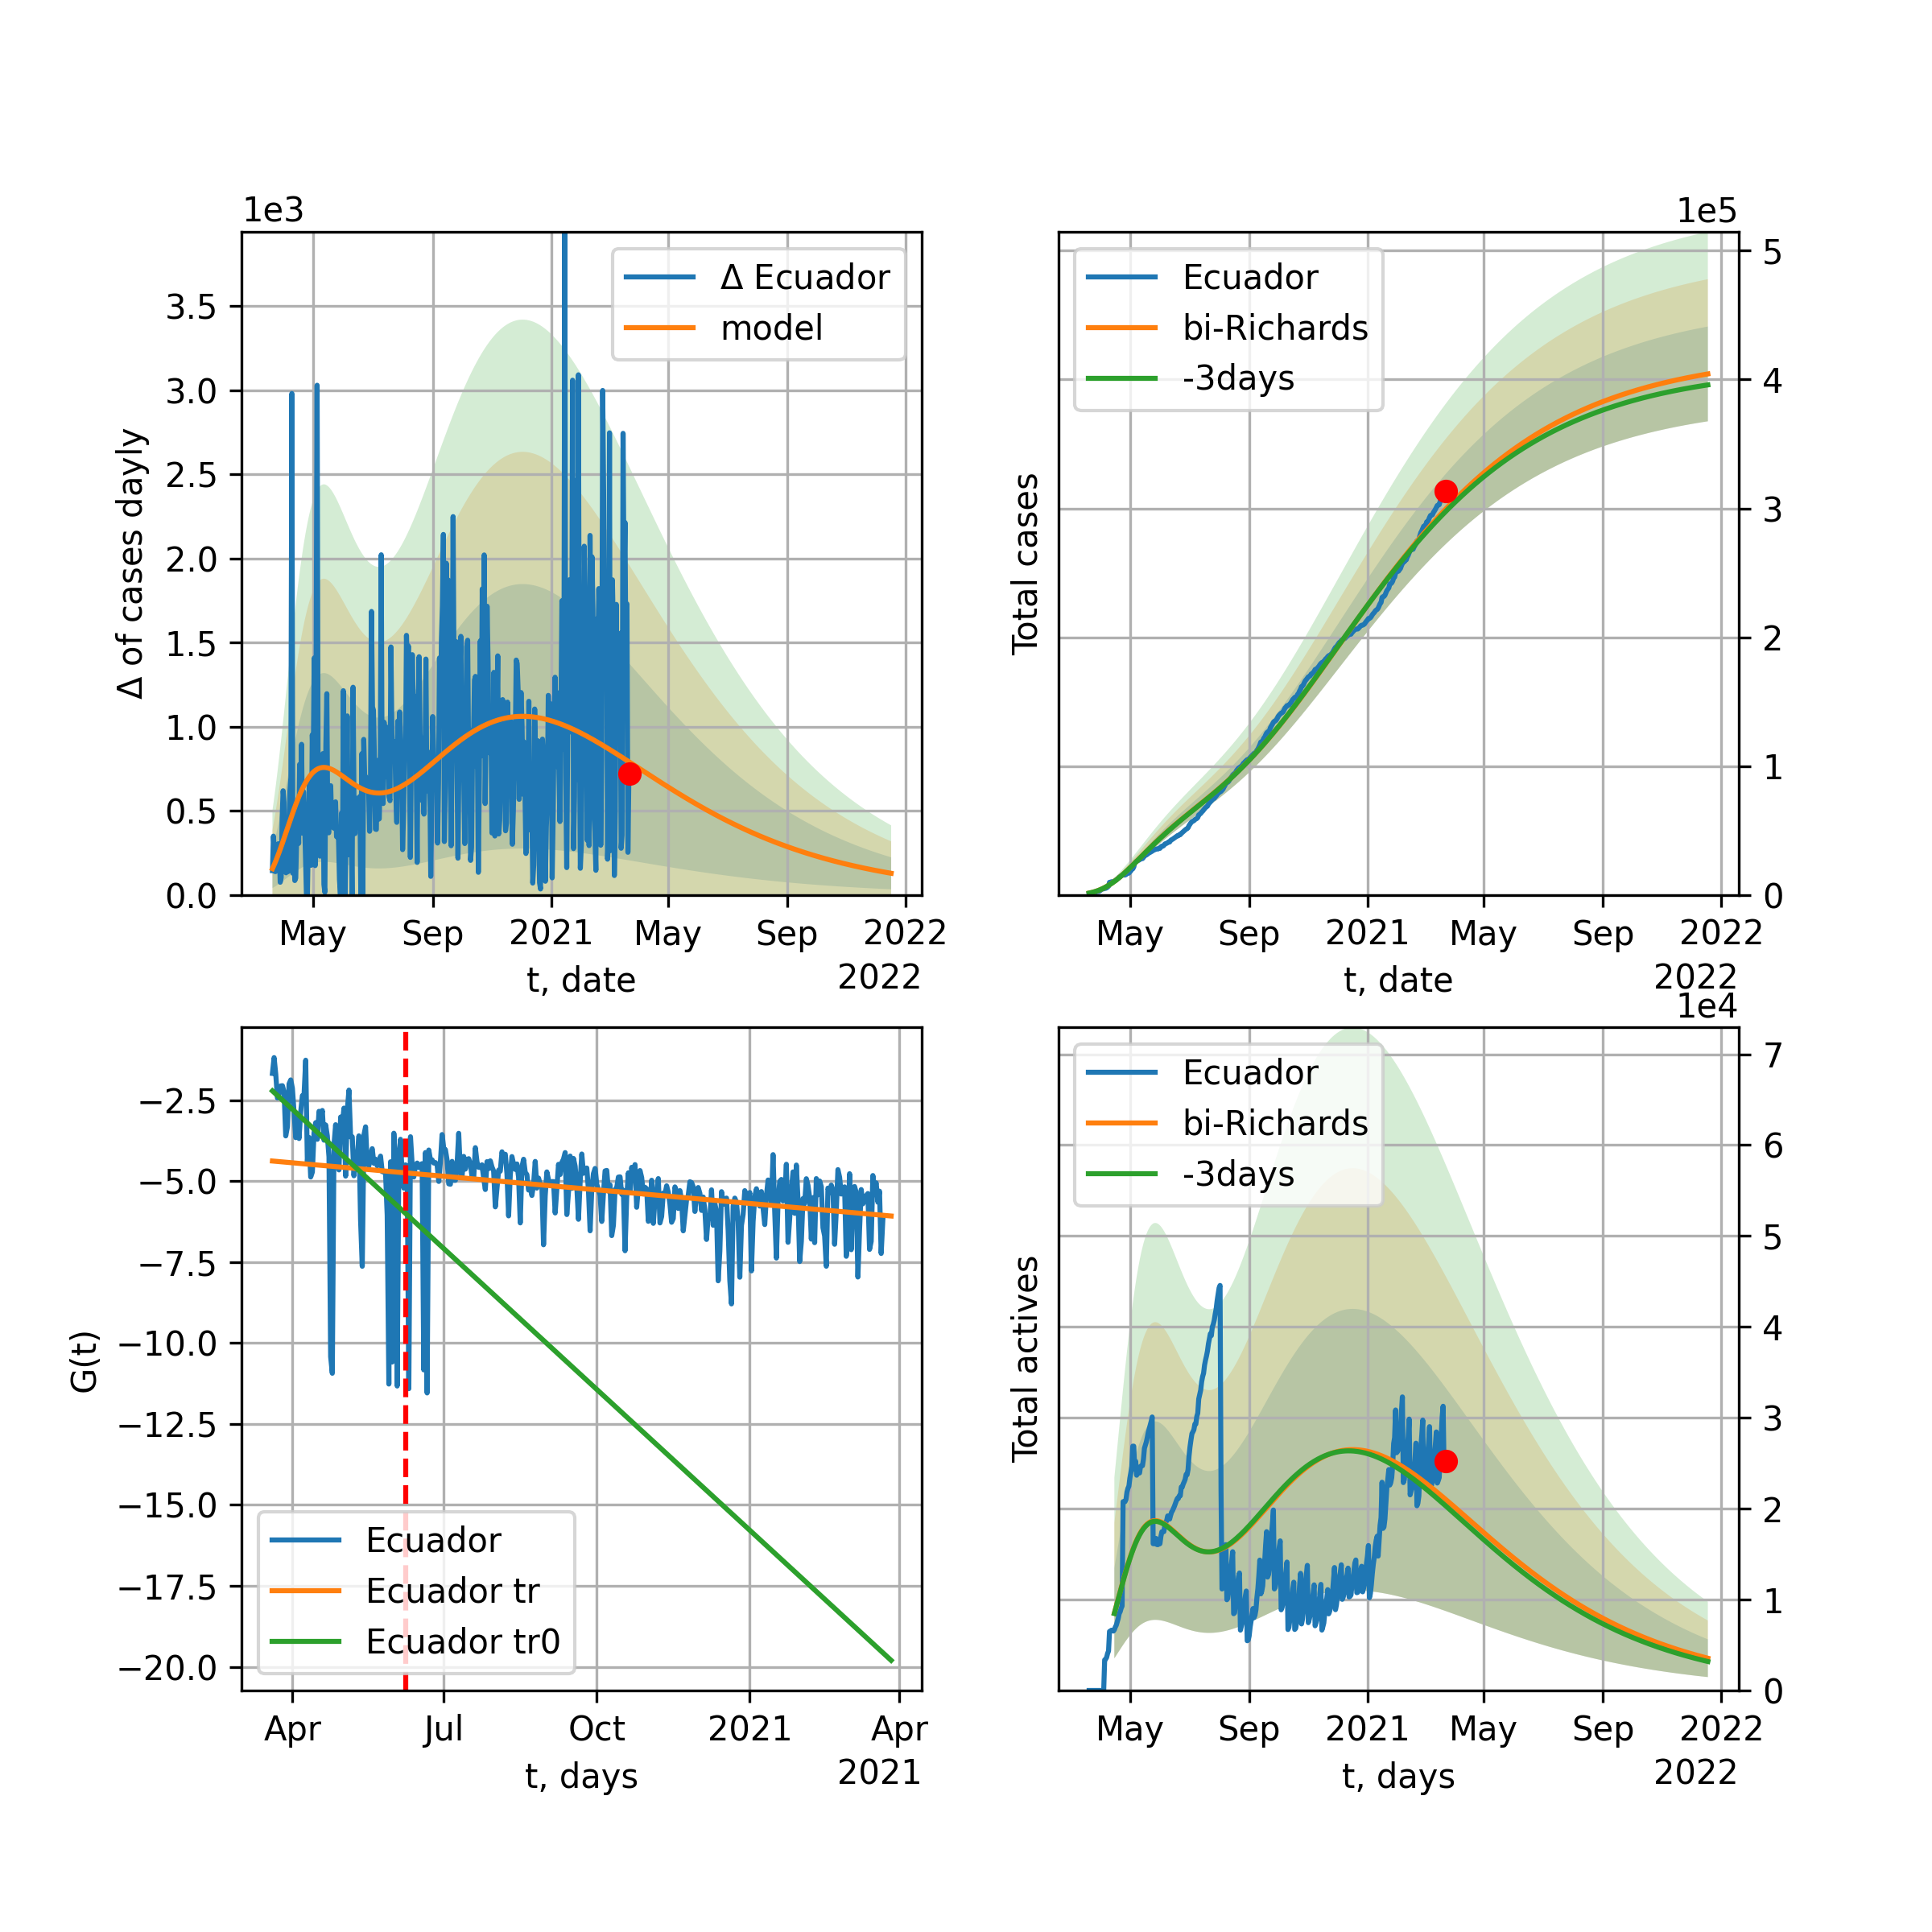 1e3
Δ of cases dayly
3.5
3.0
2.5
2.0
1.5
1.0
0.5
0.0
Δ Ecuador
model
May Sep 2021 May Sep 2022
t, date
2022
1e5
Total cases
Ecuador
bi-Richards
-3days
5
4
3
2
1
0
May Sep 2021 May Sep 2022
t, date
2022
G(t)
−2.5
−5.0
−7.5
−10.0
−12.5
−15.0
−17.5
−20.0
Ecuador
Ecuador tr
Ecuador tr0
Apr Jul Oct 2021 Apr
t, days
2021
1e4
Total actives
Ecuador
bi-Richards
-3days
7
6
5
4
3
2
1
0
May Sep 2021 May Sep 2022
t, days
2022